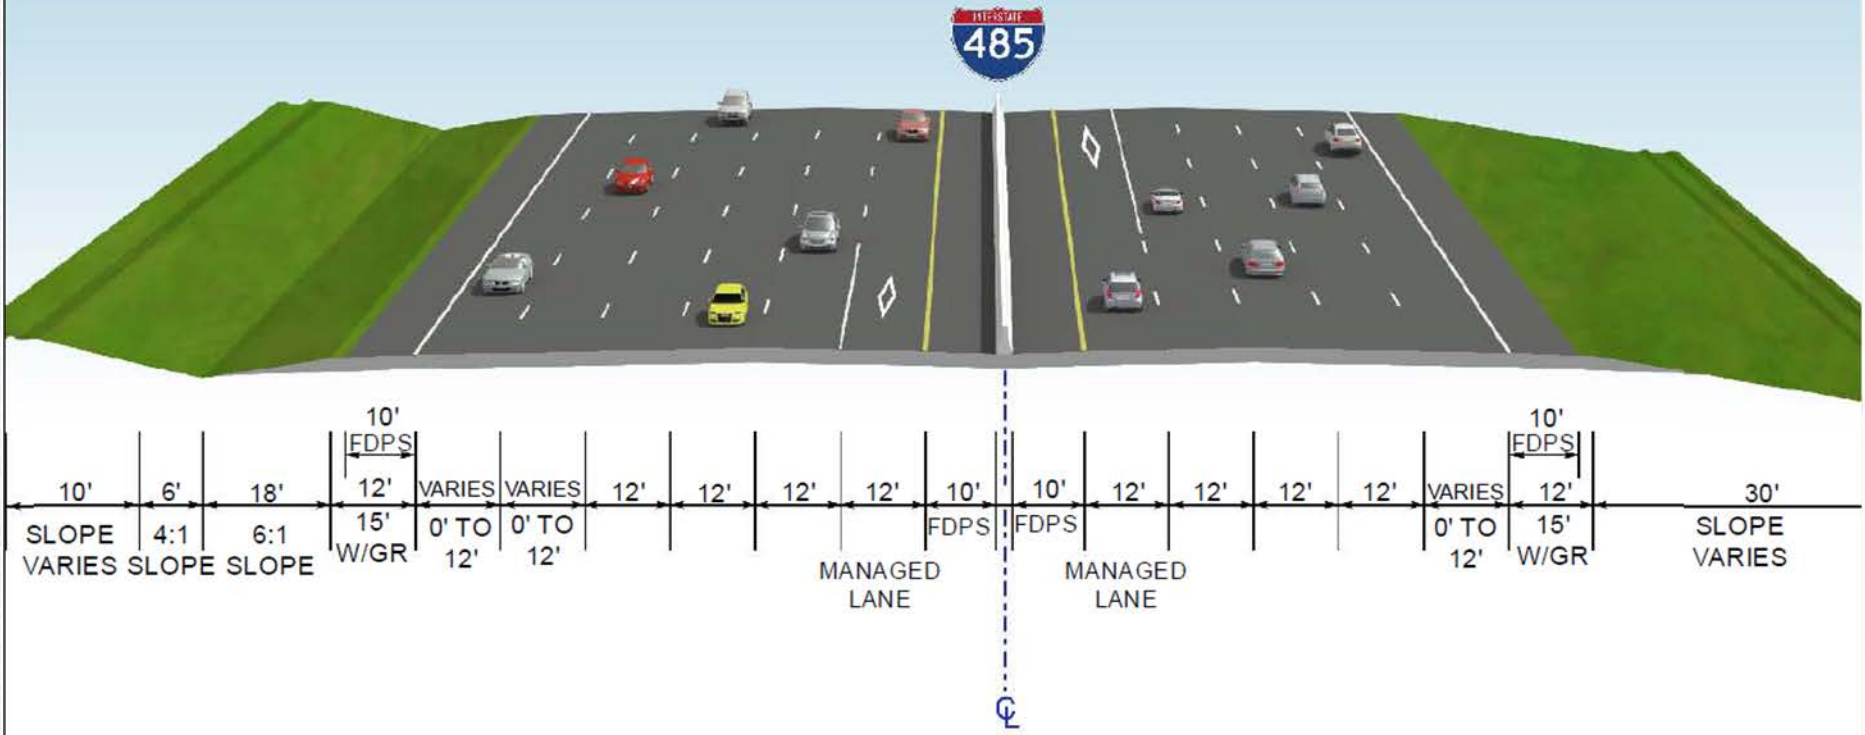 INTERSTATE
485
10'
FDPS
10'
FDPS
10' 6' 18' 12' VARIES VARIES 12' 12' 12' 12' 10' 10' 12' 12' 12' 12' VARIES 12' 30'
SLOPE 4:1 6:1 15' 0' TO 0' TO FDPS FDPS 0' TO 15' SLOPE
VARIES SLOPE SLOPE W/GR 12' 12' 12' W/GR VARIES
MANAGED MANAGED
LANE LANE
CL